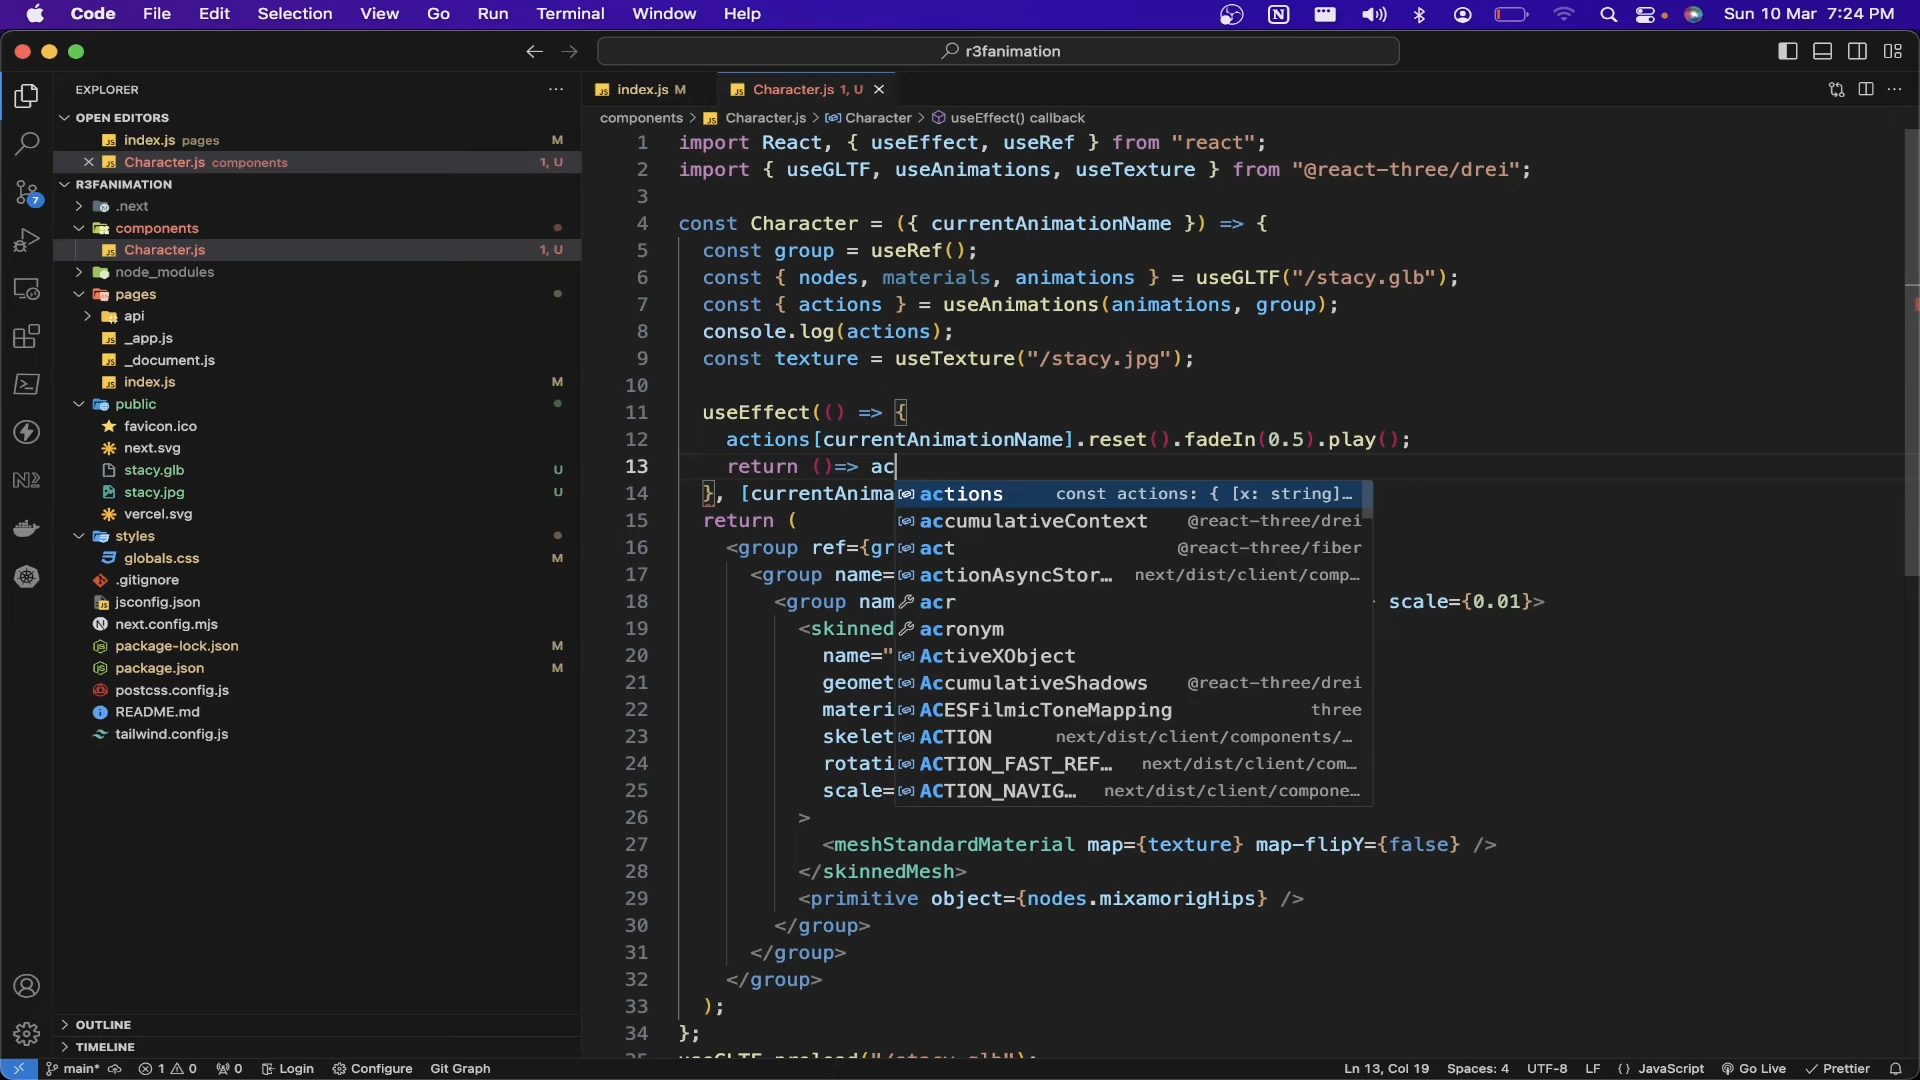 Code File Edit Selection View Go Run Terminal Window Help Sun 10 Mar 7:24 PM
r3fanimation
EXPLORER
OPEN EDITORS
index.js pages M
Character.js components 1, U
R3FANIMATION
.next
components
Character.js 1, U
node_modules
pages
api
_app.js
_document.js
index.js M
public
favicon.ico
next.svg
stacy.glb U
stacy.jpg U
vercel.svg
styles
globals.css M
.gitignore
jsconfig.json
next.config.mjs
package-lock.json M
package.json M
postcss.config.js
README.md
tailwind.config.js
OUTLINE
TIMELINE
7
index.js M Character.js 1, U
components > Character.js > Character > useEffect() callback
1 import React, { useEffect, useRef } from "react";
2 import { useGLTF, useAnimations, useTexture } from "@react-three/drei";
3
4 const Character = ({ currentAnimationName }) => {
5 const group = useRef();
6 const { nodes, materials, animations } = useGLTF("/stacy.glb");
7 const { actions } = useAnimations(animations, group);
8 console.log(actions);
9 const texture = useTexture("/stacy.jpg");
10
11 useEffect(() => {
12 actions[currentAnimationName].reset().fadeIn(0.5).play();
13 return ()=> ac
14 }, [currentAnima
15 return (
16 <group ref={gr
17 <group name=
18 <group nam scale={0.01}>
19 <skinned
20 name="
21 geomet
22 materi
23 skelet
24 rotati
25 scale=
26 >
27 <meshStandardMaterial map={texture} map-flipY={false} />
28 </skinnedMesh>
29 <primitive object={nodes.mixamorigHips} />
30 </group>
31 </group>
32 </group>
33 );
34 };
actions const actions: { [x: string]…
accumulativeContext @react-three/drei
act @react-three/fiber
actionAsyncStor… next/dist/client/comp…
acr
acronym
ActiveXObject
AccumulativeShadows @react-three/drei
ACESFilmicToneMapping three
ACTION next/dist/client/components/…
ACTION_FAST_REF… next/dist/client/com…
ACTION_NAVIG… next/dist/client/compone…
main* 1 0 0 Login Configure Git Graph Ln 13, Col 19 Spaces: 4 UTF-8 LF {} JavaScript Go Live Prettier